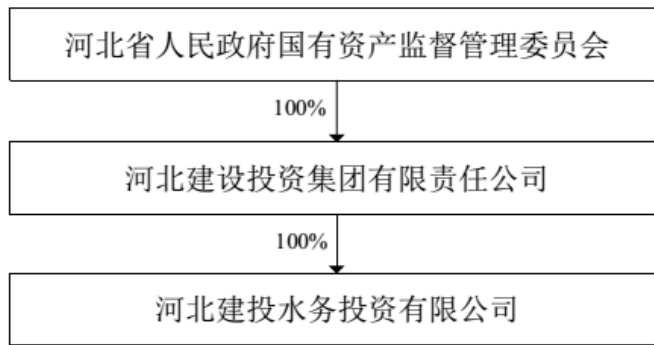 河北省人民政府国有资产监督管理委员会
100%
河北建设投资集团有限责任公司
100%
河北建投水务投资有限公司